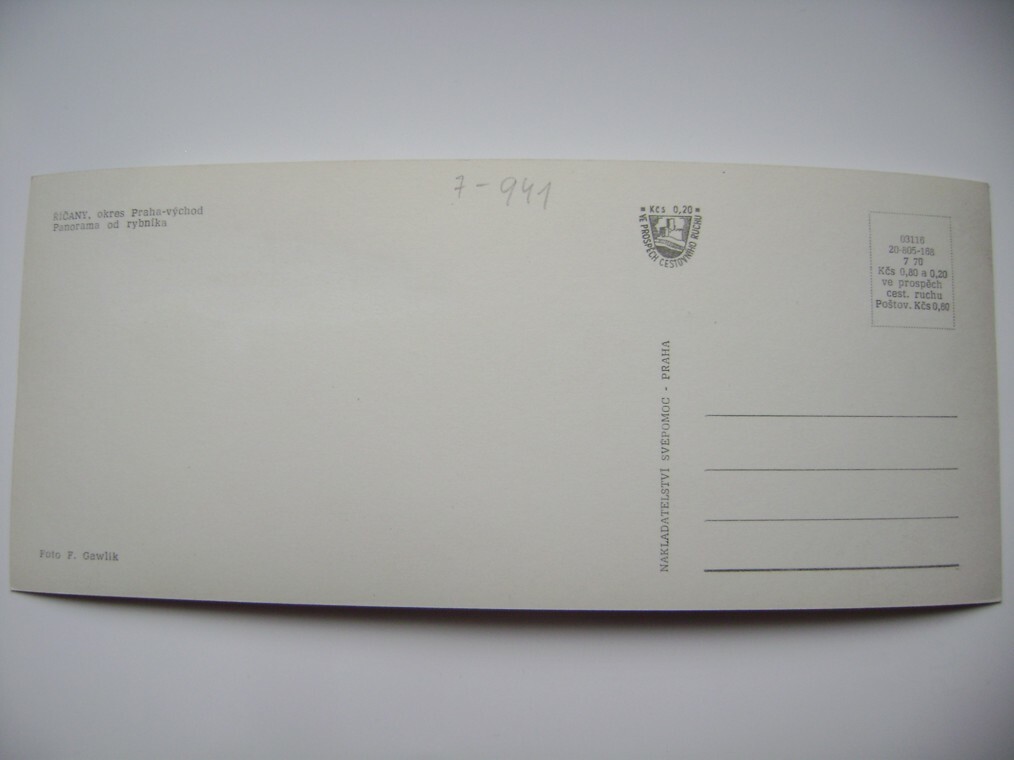 ŘÍČANY, okres Praha-východ
Panorama od rybníka
7-941
* Kčs 0,20 *
VE PROSPĚCH CESTOVNÍHO RUCHU
03116
20-805-168
7 70
Kčs 0,80 a 0,20
ve prospěch
cest. ruchu
Poštov. Kčs 0,60
NAKLADATELSTVÍ SVÉPOMOC - PRAHA
Foto F. Gawlik